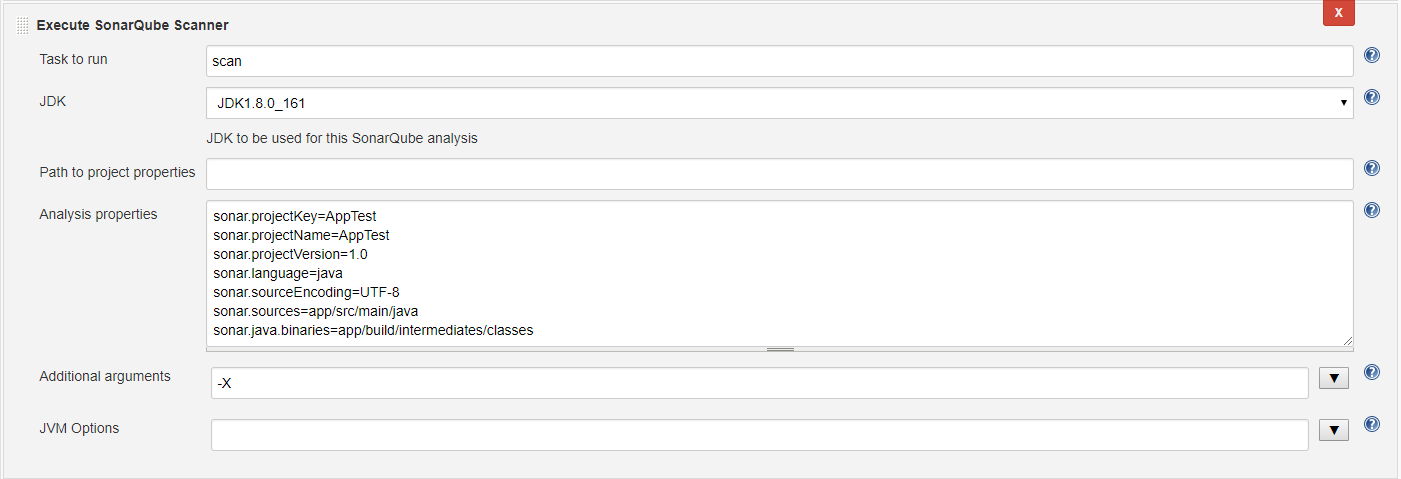 Execute SonarQube Scanner
X
Task to run
scan
JDK
JDK1.8.0_161
JDK to be used for this SonarQube analysis
Path to project properties
Analysis properties
sonar.projectKey=AppTest
sonar.projectName=AppTest
sonar.projectVersion=1.0
sonar.language=java
sonar.sourceEncoding=UTF-8
sonar.sources=app/src/main/java
sonar.java.binaries=app/build/intermediates/classes
Additional arguments
-X
JVM Options